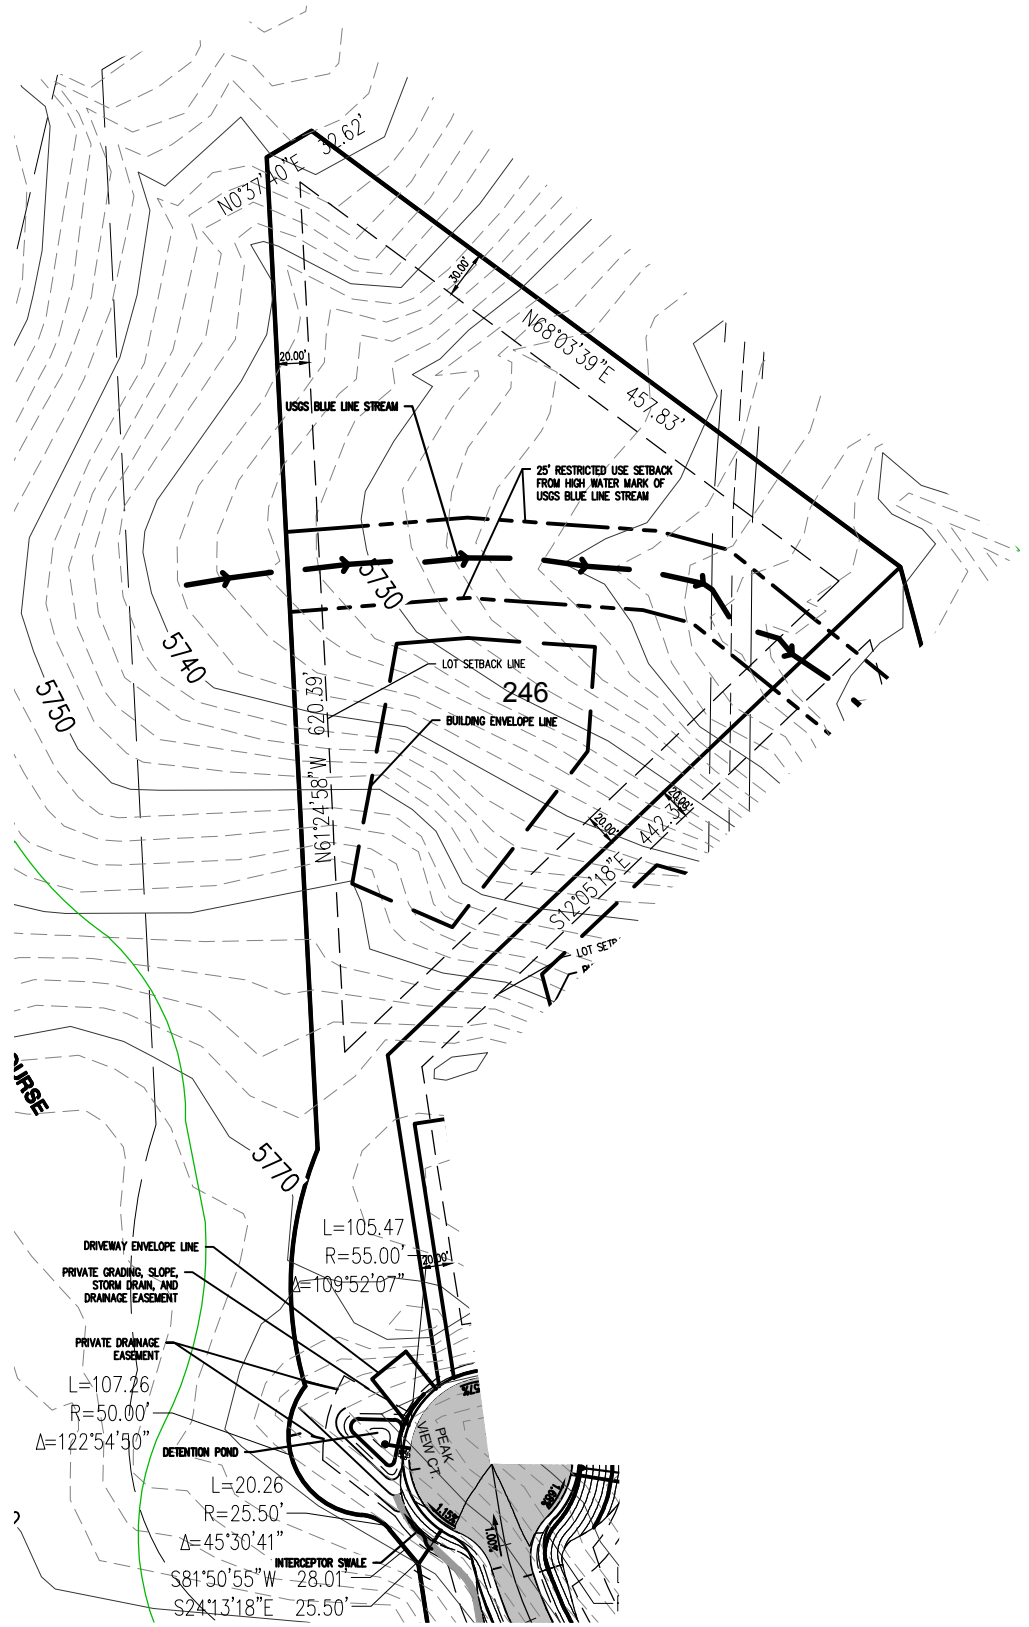 N0°37'40"E 32.62'
30.00'
N68°03'39"E 457.83'
20.00'
USGS BLUE LINE STREAM
25' RESTRICTED USE SETBACK
FROM HIGH WATER MARK OF
USGS BLUE LINE STREAM
5730
5740
5750
LOT SETBACK LINE
246
BUILDING ENVELOPE LINE
N61°24'58"W 620.39'
20.00'
20.00'
S12°05'18"E
LOT
5770
L=105.47
R=55.00'
Δ=109°52'07"
20.00'
DRIVEWAY ENVELOPE LINE
PRIVATE GRADING, SLOPE,
STORM DRAIN, AND
DRAINAGE EASEMENT
PRIVATE DRAINAGE
EASEMENT
L=107.26
R=50.00'
Δ=122°54'50"
DETENTION POND
PEAK
VIEW CT.
L=20.26
R=25.50'
Δ=45°30'41"
1.15%
1.00%
INTERCEPTOR SWALE
S81°50'55"W 28.01'
S24°13'18"E 25.50'